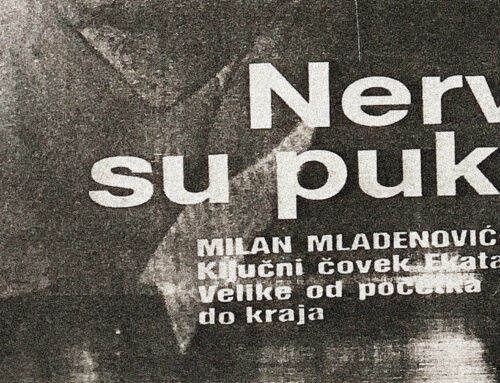 Nerv
su puk
MILAN MLADENOVIĆ
Ključni čovek Ekata
Velike od početka
do kraja